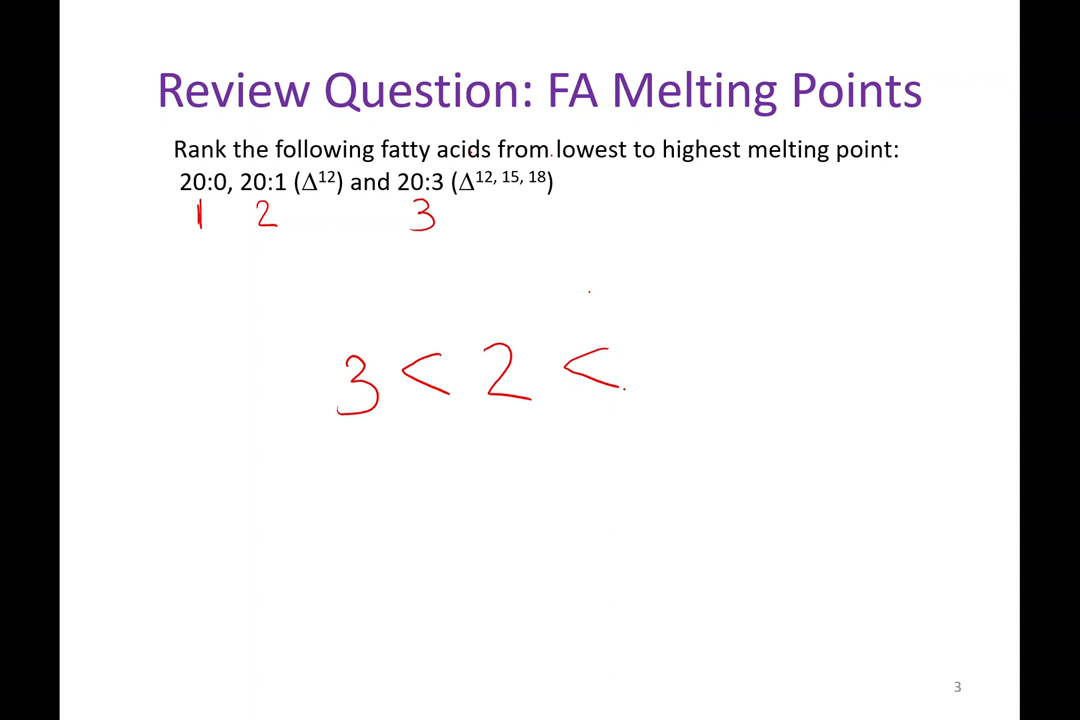 Review Question: FA Melting Points
Rank the following fatty acids from lowest to highest melting point:
20:0, 20:1 (Δ¹²) and 20:3 (Δ¹², ¹⁵, ¹⁸)
1 2 3
3 < 2 <
3